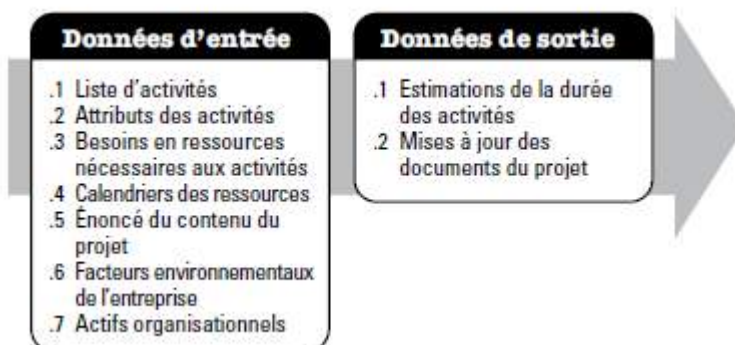 Données d'entrée
.1 Liste d'activités
.2 Attributs des activités
.3 Besoins en ressources
nécessaires aux activités
.4 Calendriers des ressources
.5 Énoncé du contenu du
projet
.6 Facteurs environnementaux
de l'entreprise
.7 Actifs organisationnels
Données de sortie
.1 Estimations de la durée
des activités
.2 Mises à jour des
documents du projet